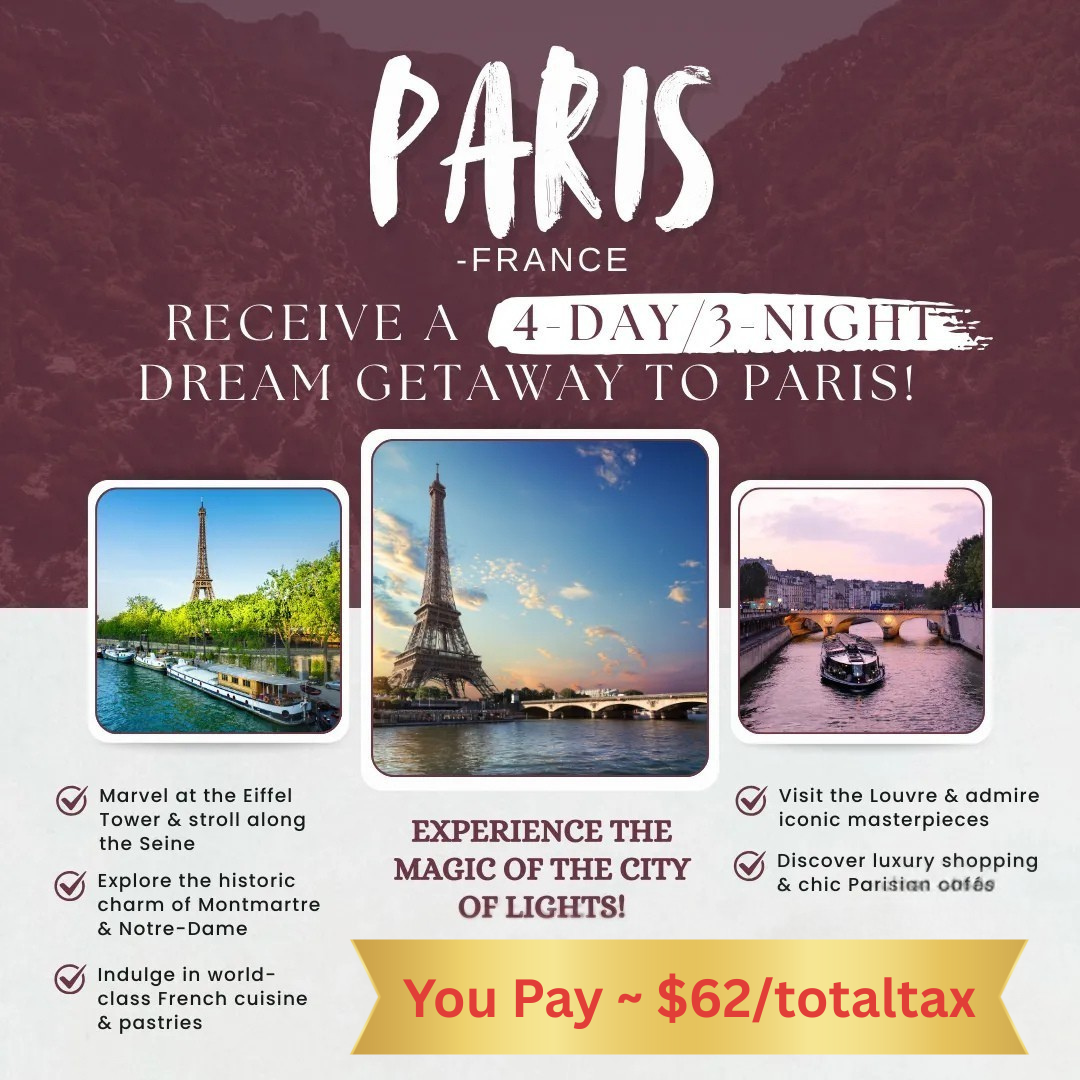 PARIS
-FRANCE
RECEIVE A 4-DAY/3-NIGHT
DREAM GETAWAY TO PARIS!
Marvel at the Eiffel
Tower & stroll along
the Seine
Explore the historic
charm of Montmartre
& Notre-Dame
Indulge in world-
class French cuisine
& pastries
EXPERIENCE THE
MAGIC OF THE CITY
OF LIGHTS!
Visit the Louvre & admire
iconic masterpieces
Discover luxury shopping
& chic Parisian
You Pay ~ $62/totaltax